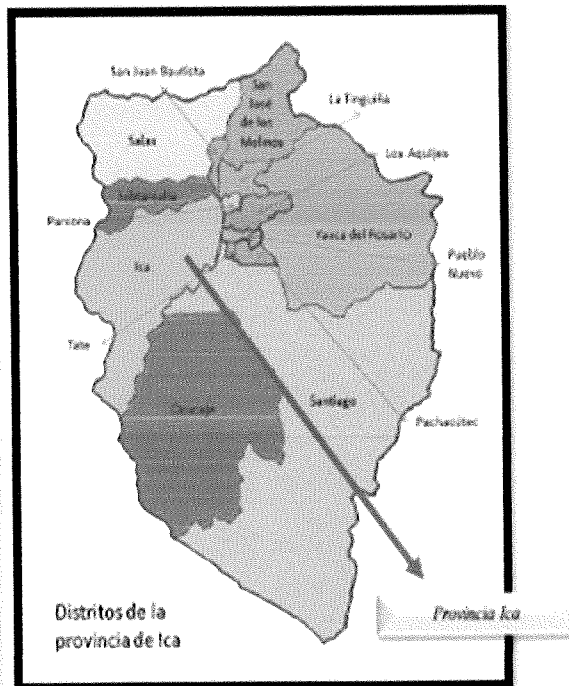 San Juan Bautista
San
José
de los
Molinos
La Tinguiña
Salas
Los Aquijes
Subtanjalla
Parcona
Yauca del Rosario
Ica
Pueblo
Nuevo
Tate
Santiago
Ocucaje
Pachacútec
Distritos de la
provincia de Ica
Provincia Ica